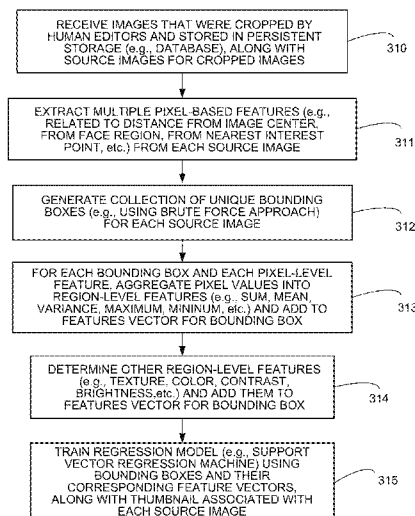 RECEIVE IMAGES THAT WERE CROPPED BY
HUMAN EDITORS AND STORED IN PERSISTENT
STORAGE (e.g., DATABASE), ALONG WITH
SOURCE IMAGES FOR CROPPED IMAGES
310
EXTRACT MULTIPLE PIXEL-BASED FEATURES (e.g.,
RELATED TO DISTANCE FROM IMAGE CENTER,
FROM FACE REGION, FROM NEAREST INTEREST
POINT, etc.) FROM EACH SOURCE IMAGE
311
GENERATE COLLECTION OF UNIQUE BOUNDING
BOXES (e.g., USING BRUTE FORCE APPROACH)
FOR EACH SOURCE IMAGE
312
FOR EACH BOUNDING BOX AND EACH PIXEL-LEVEL
FEATURE, AGGREGATE PIXEL VALUES INTO
REGION-LEVEL FEATURES (e.g., SUM, MEAN,
VARIANCE, MAXIMUM, MININUM, etc.) AND ADD TO
FEATURES VECTOR FOR BOUNDING BOX
313
DETERMINE OTHER REGION-LEVEL FEATURES
(e.g., TEXTURE, COLOR, CONTRAST,
BRIGHTNESS,etc.) AND ADD THEM TO
FEATURES VECTOR FOR BOUNDING BOX
314
TRAIN REGRESSION MODEL (e.g., SUPPORT
VECTOR REGRESSION MACHINE) USING
BOUNDING BOXES AND THEIR
CORRESPONDING FEATURE VECTORS,
ALONG WITH THUMBNAIL ASSOCIATED WITH
EACH SOURCE IMAGE
315